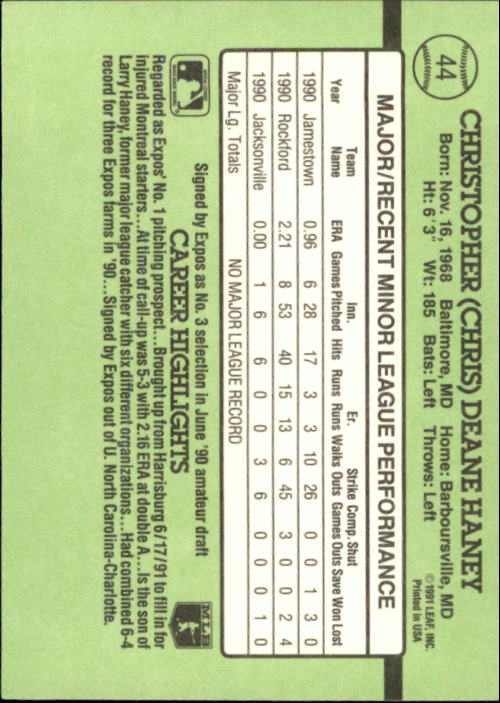 44
CHRISTOPHER (CHRIS) DEANE HANEY
Born: Nov. 16, 1968 Baltimore, MD Home: Barboursville, MD
Ht: 6'3" Wt: 185 Bats: Left Throws: Left
©1991 LEAF, INC.
Printed in USA
MAJOR/RECENT MINOR LEAGUE PERFORMANCE
Team Inn. Er. Strike Comp. Shut
Year Name ERA Games Pitched Hits Runs Runs Walks Outs Games Outs Save Won Lost
1990 Jamestown 0.96 6 28 17 3 3 10 26 0 0 1 3 0
1990 Rockford 2.21 8 53 40 15 13 6 45 3 0 0 2 4
1990 Jacksonville 0.00 1 6 6 0 0 3 6 0 0 0 1 0
Major Lg. Totals NO MAJOR LEAGUE RECORD
Signed by Expos as No. 3 selection in June '90 amateur draft
CAREER HIGHLIGHTS
MLB
Regarded as Expos' No. 1 pitching prospect...Brought up from Harrisburg 6/17/91 to fill in for
injured Montreal starters...At time of call-up was 5-3 with 2.16 ERA at double A...Is the son of
Larry Haney, former major league catcher with six different organizations...Had combined 6-4
record for three Expos farms in '90...Signed by Expos out of U. North Carolina-Charlotte.